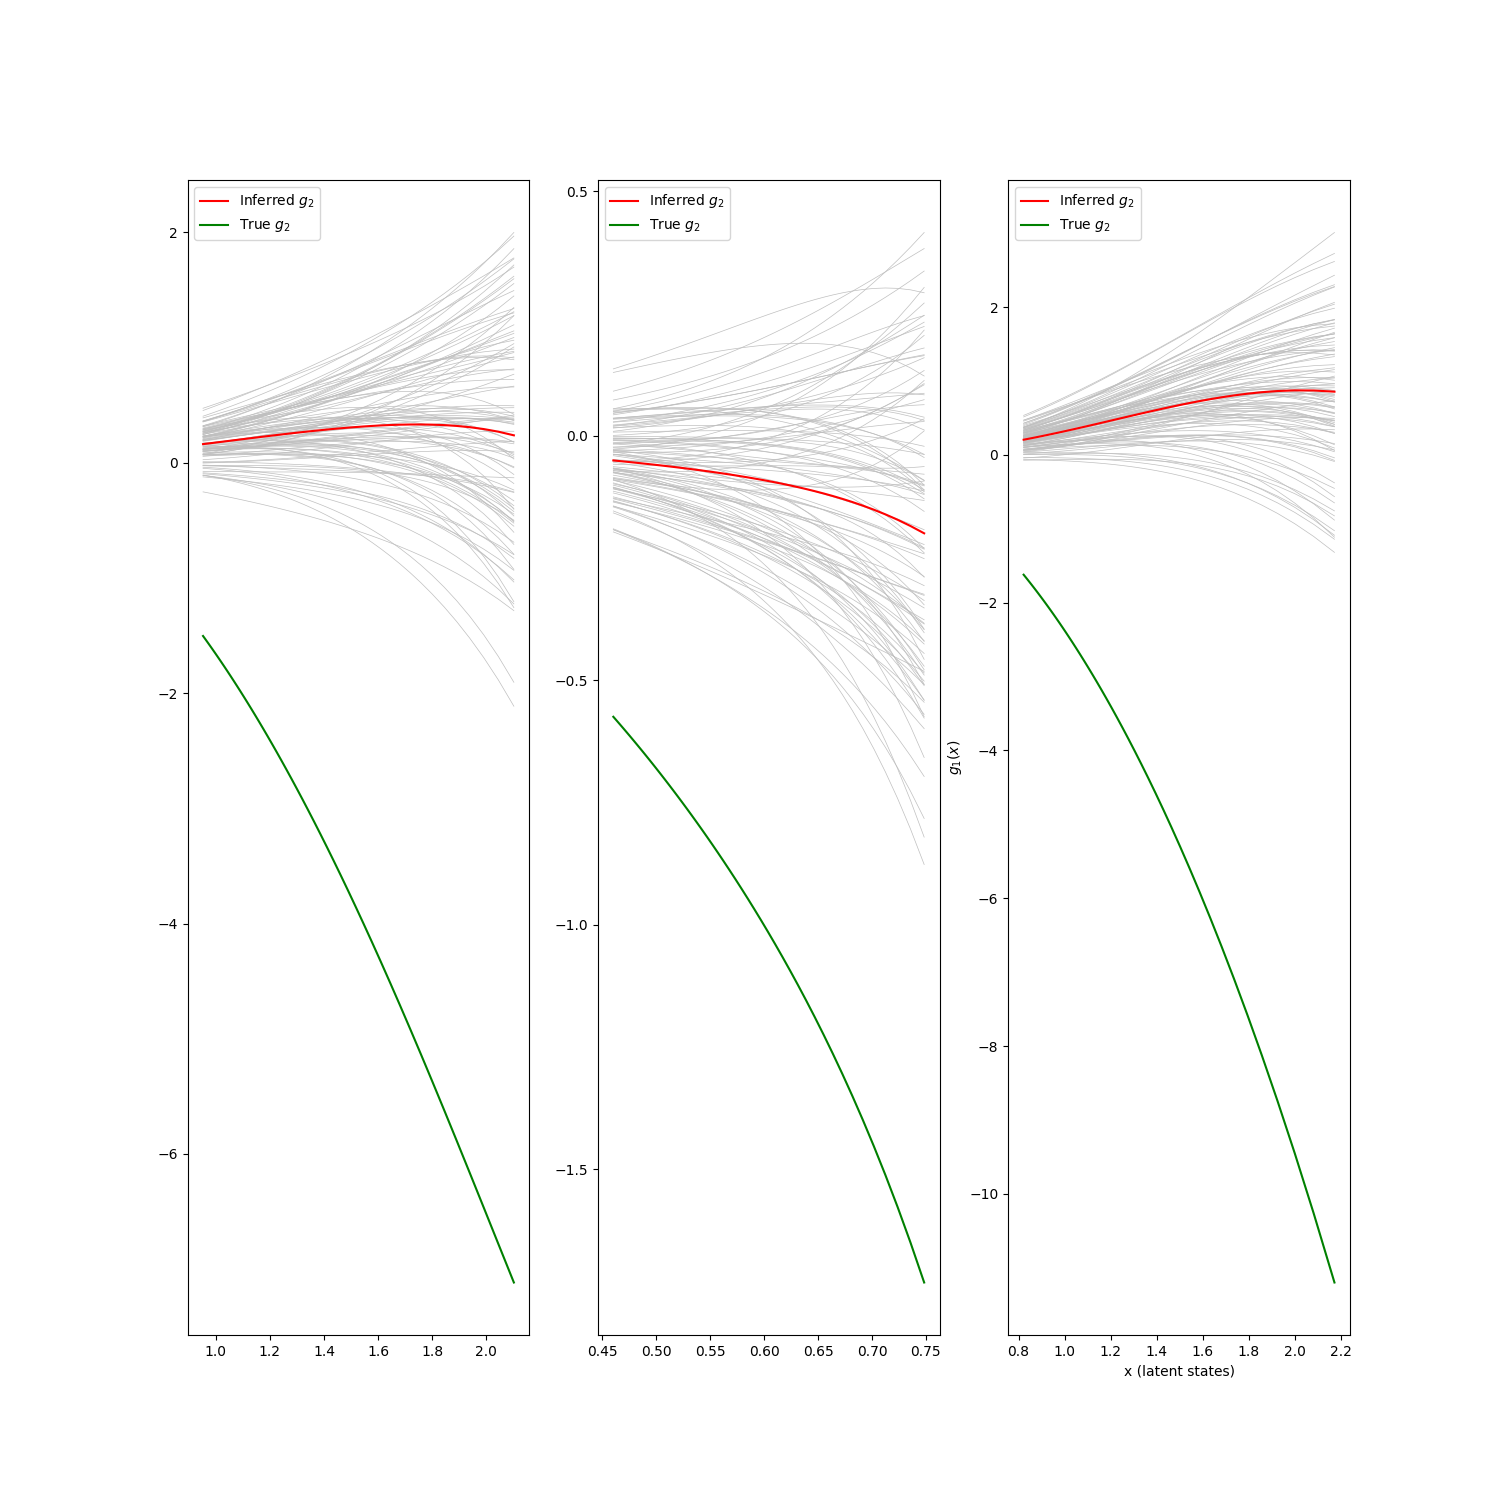 Inferred g₂
True g₂
2
0
−2
−4
−6
1.0 1.2 1.4 1.6 1.8 2.0
Inferred g₂
True g₂
0.5
0.0
−0.5
−1.0
−1.5
0.45 0.50 0.55 0.60 0.65 0.70 0.75
Inferred g₂
True g₂
g₁(x)
2
0
−2
−4
−6
−8
−10
0.8 1.0 1.2 1.4 1.6 1.8 2.0 2.2
x (latent states)